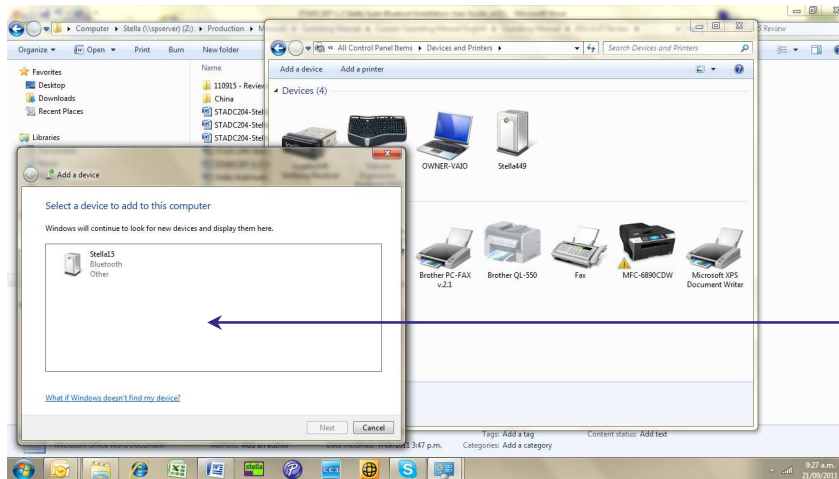 Computer ▸ Stella (\\spserver) (Z:) ▸ Production ▸
Review
Organize
Open
Print
Burn
New folder
Favorites
Desktop
Downloads
Recent Places
Libraries
Name
110915 - Review
China
STADC204-Stel
STADC204-Stel
STADC204-Stel
« All Control Panel Items ▸ Devices and Printers ▸
Search Devices and Printers
Add a device
Add a printer
Devices (4)
OWNER-VAIO
Stella449
Brother PC-FAX
v.2.1
Brother QL-550
Fax
MFC-6890CDW
Microsoft XPS
Document Writer
Add a device
Select a device to add to this computer
Windows will continue to look for new devices and display them here.
Stella15
Bluetooth
Other
What if Windows doesn't find my device?
Next
Cancel
3:47 p.m.
Tags: Add a tag
Categories: Add a category
Content status: Add text
stella
9:27 a.m.
21/09/2011